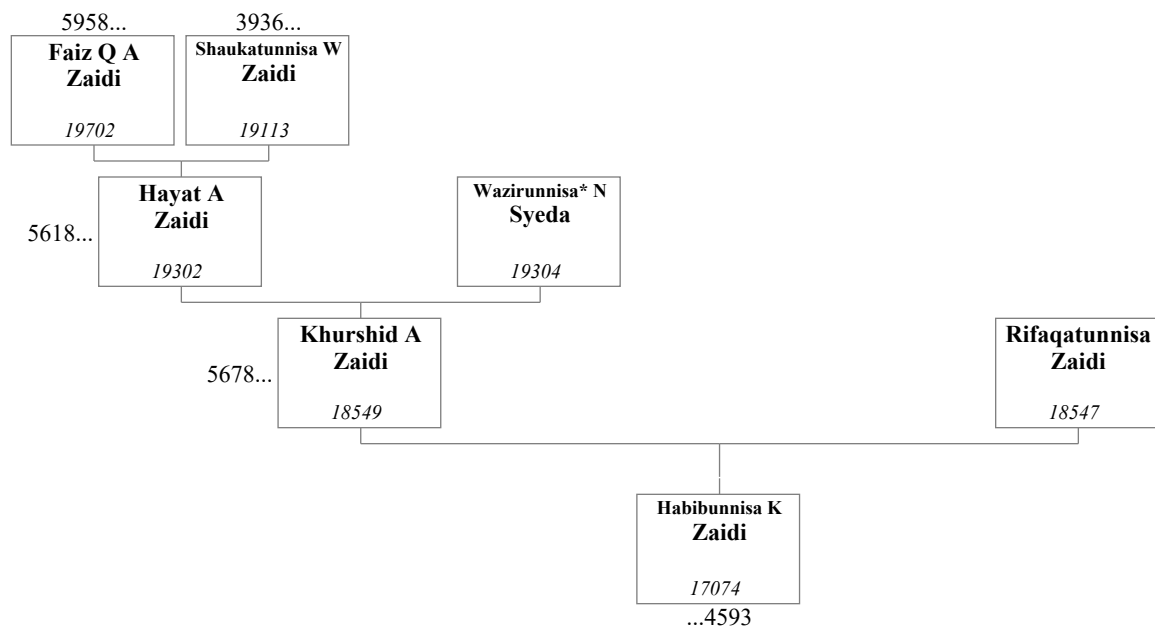 5958...
3936...
Faiz Q A
Zaidi
19702
Shaukatunnisa W
Zaidi
19113
5618...
Hayat A
Zaidi
19302
Wazirunnisa* N
Syeda
19304
5678...
Khurshid A
Zaidi
18549
Rifaqatunnisa
Zaidi
18547
Habibunnisa K
Zaidi
17074
...4593